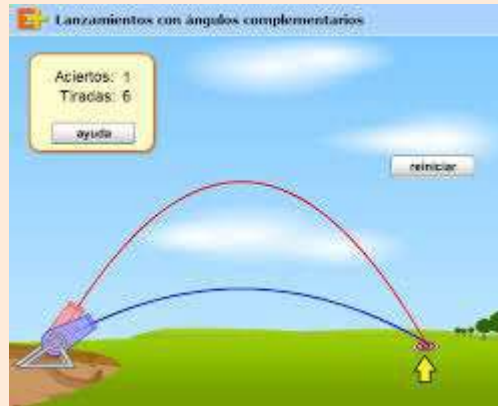 Lanzamientos con ángulos complementarios
Aciertos: 1
Tiradas: 6
ayuda
reiniciar